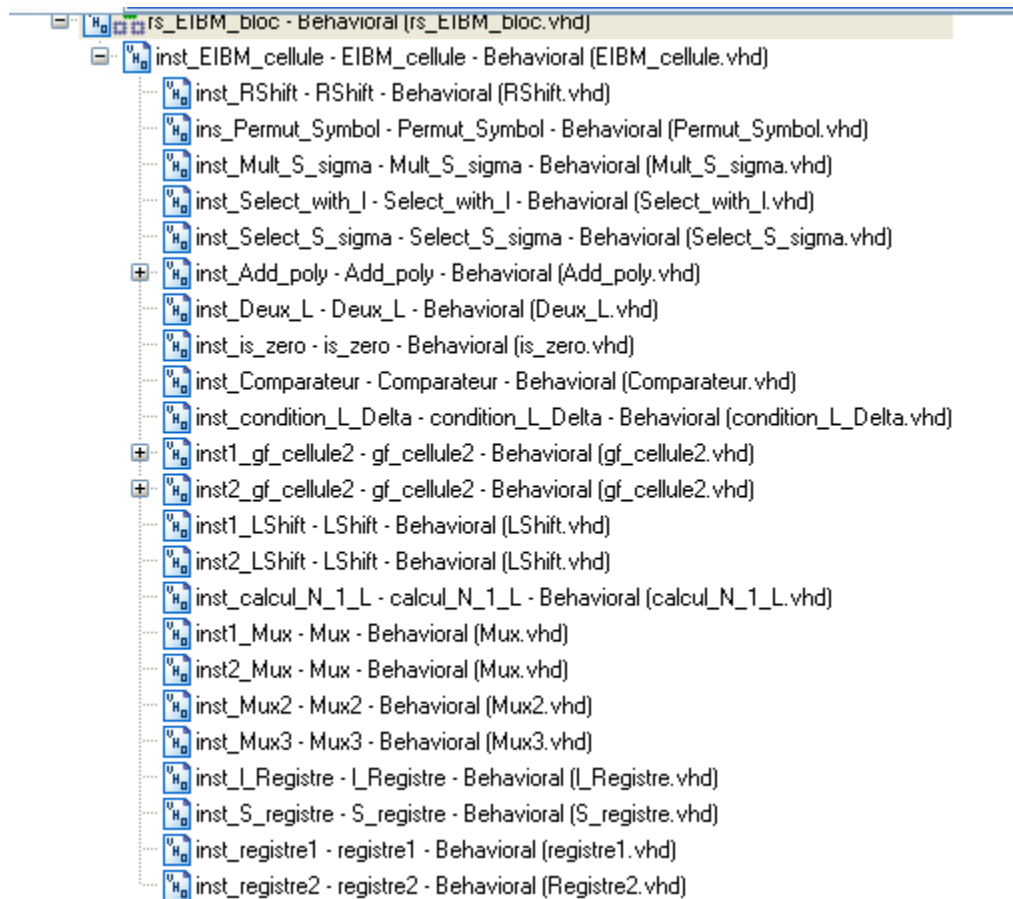 rs_EIBM_bloc - Behavioral (rs_EIBM_bloc.vhd)
inst_EIBM_cellule - EIBM_cellule - Behavioral (EIBM_cellule.vhd)
inst_RShift - RShift - Behavioral (RShift.vhd)
ins_Permut_Symbol - Permut_Symbol - Behavioral (Permut_Symbol.vhd)
inst_Mult_S_sigma - Mult_S_sigma - Behavioral (Mult_S_sigma.vhd)
inst_Select_with_I - Select_with_I - Behavioral (Select_with_I.vhd)
inst_Select_S_sigma - Select_S_sigma - Behavioral (Select_S_sigma.vhd)
inst_Add_poly - Add_poly - Behavioral (Add_poly.vhd)
inst_Deux_L - Deux_L - Behavioral (Deux_L.vhd)
inst_is_zero - is_zero - Behavioral (is_zero.vhd)
inst_Comparateur - Comparateur - Behavioral (Comparateur.vhd)
inst_condition_L_Delta - condition_L_Delta - Behavioral (condition_L_Delta.vhd)
inst1_gf_cellule2 - gf_cellule2 - Behavioral (gf_cellule2.vhd)
inst2_gf_cellule2 - gf_cellule2 - Behavioral (gf_cellule2.vhd)
inst1_LShift - LShift - Behavioral (LShift.vhd)
inst2_LShift - LShift - Behavioral (LShift.vhd)
inst_calcul_N_1_L - calcul_N_1_L - Behavioral (calcul_N_1_L.vhd)
inst1_Mux - Mux - Behavioral (Mux.vhd)
inst2_Mux - Mux - Behavioral (Mux.vhd)
inst_Mux2 - Mux2 - Behavioral (Mux2.vhd)
inst_Mux3 - Mux3 - Behavioral (Mux3.vhd)
inst_I_Registre - I_Registre - Behavioral (I_Registre.vhd)
inst_S_registre - S_registre - Behavioral (S_registre.vhd)
inst_registre1 - registre1 - Behavioral (registre1.vhd)
inst_registre2 - registre2 - Behavioral (Registre2.vhd)